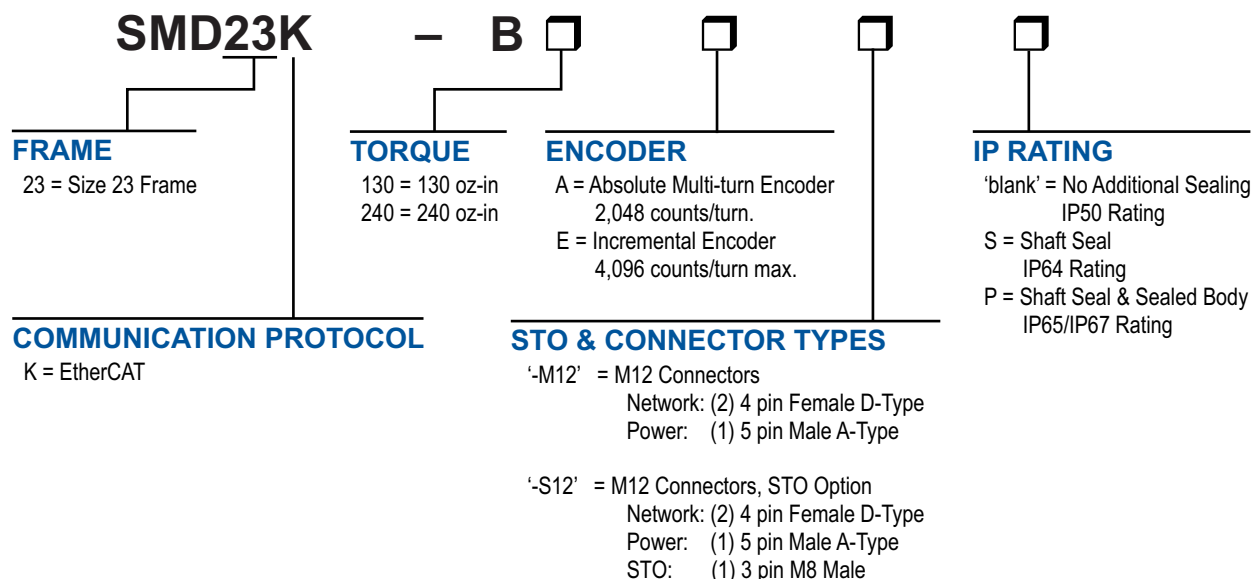 SMD23K – B
FRAME
23 = Size 23 Frame
TORQUE
130 = 130 oz-in
240 = 240 oz-in
ENCODER
A = Absolute Multi-turn Encoder
2,048 counts/turn.
E = Incremental Encoder
4,096 counts/turn max.
IP RATING
‘blank’ = No Additional Sealing
IP50 Rating
S = Shaft Seal
IP64 Rating
P = Shaft Seal & Sealed Body
IP65/IP67 Rating
COMMUNICATION PROTOCOL
K = EtherCAT
STO & CONNECTOR TYPES
‘-M12’ = M12 Connectors
Network: (2) 4 pin Female D-Type
Power: (1) 5 pin Male A-Type
‘-S12’ = M12 Connectors, STO Option
Network: (2) 4 pin Female D-Type
Power: (1) 5 pin Male A-Type
STO: (1) 3 pin M8 Male